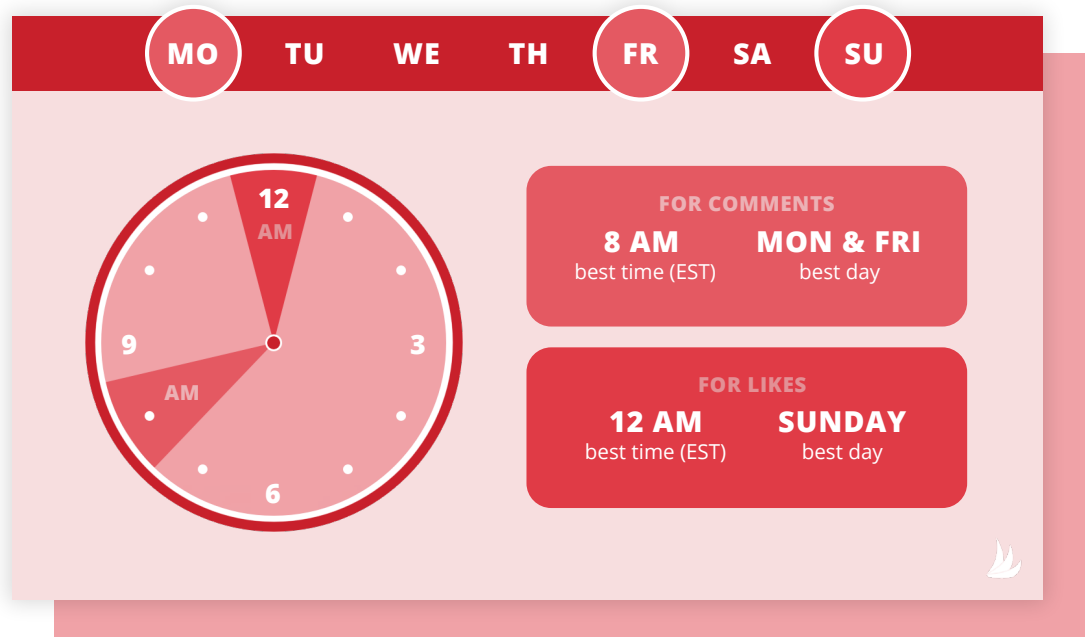 MO TU WE TH FR SA SU
12
AM
9
3
AM
6
FOR COMMENTS
8 AM MON & FRI
best time (EST) best day
FOR LIKES
12 AM SUNDAY
best time (EST) best day